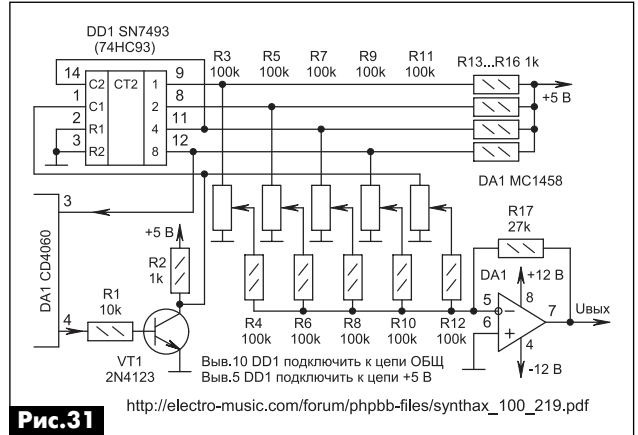 DD1 SN7493
(74HC93)
R3
100k
R5
100k
R7
100k
R9
100k
R11
100k
R13...R16 1k
+5 В
14
1
2
3
C2
C1
R1
R2
CT2
1
2
4
8
9
8
11
12
DA1 MC1458
R17
27k
3
DA1 CD4060
4
+5 В
R2
1k
R1
10k
VT1
2N4123
R4
100k
R6
100k
R8
100k
R10
100k
R12
100k
DA1
+12 В
8
5
6
7
Uвых
4
-12 В
Выв.10 DD1 подключить к цепи ОБЩ
Выв.5 DD1 подключить к цепи +5 В
Рис.31
http://electro-music.com/forum/phpbb-files/synthax_100_219.pdf